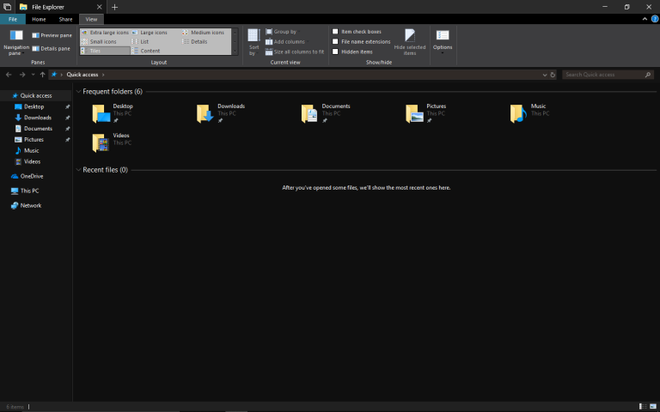 File Explorer
File Home Share View
Navigation pane
Preview pane
Details pane
Panes
Extra large icons Large icons Medium icons
Small icons List Details
Tiles Content
Layout
Sort by
Group by
Add columns
Size all columns to fit
Current view
Item check boxes
File name extensions
Hidden items
Hide selected items
Show/hide
Options
Quick access
Search Quick access
Quick access
Desktop
Downloads
Documents
Pictures
Music
Videos
OneDrive
This PC
Network
Frequent folders (6)
Desktop
This PC
Downloads
This PC
Documents
This PC
Pictures
This PC
Music
This PC
Videos
This PC
Recent files (0)
After you've opened some files, we'll show the most recent ones here.